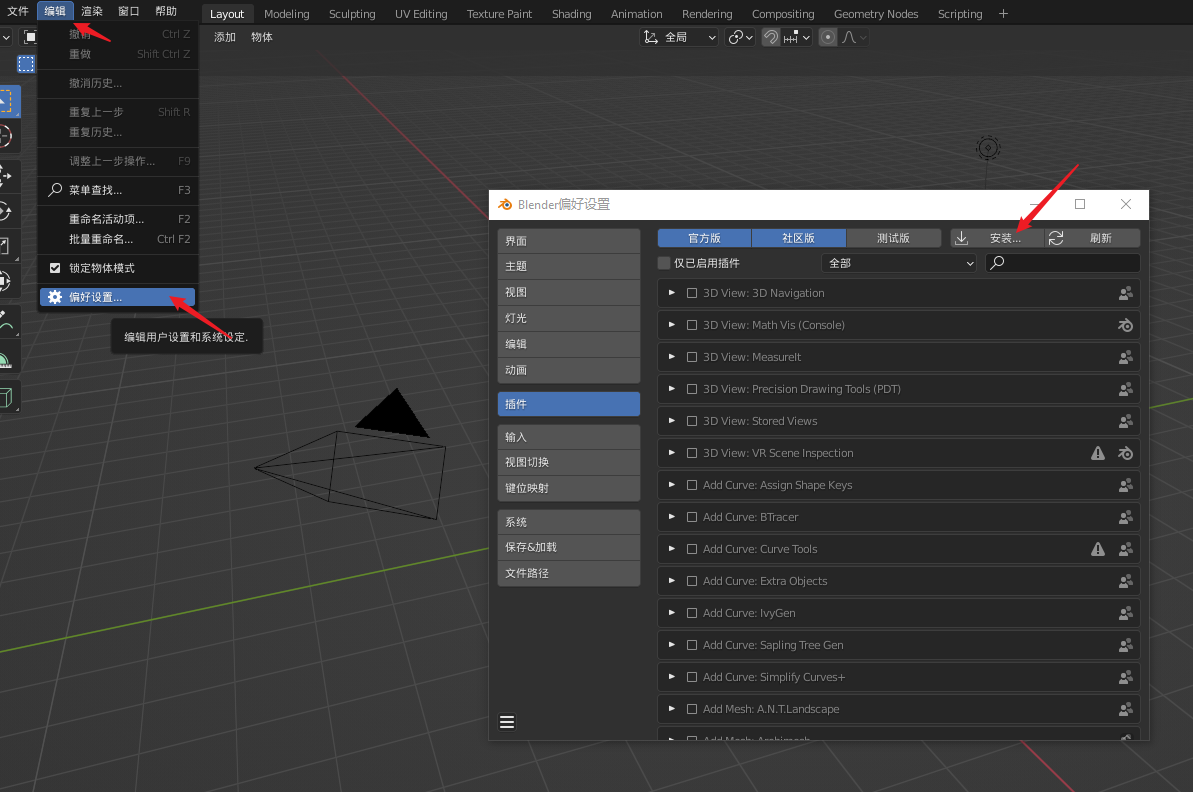 文件 编辑 渲染 窗口 帮助 Layout Modeling Sculpting UV Editing Texture Paint Shading Animation Rendering Compositing Geometry Nodes Scripting +
添加 物体 全局
撤销 Ctrl Z
重做 Shift Ctrl Z
撤消历史...
重复上一步 Shift R
重复历史...
调整上一步操作... F9
菜单查找... F3
重命名活动项... F2
批量重命名... Ctrl F2
锁定物体模式
偏好设置...
编辑用户设置和系统设定.
Blender偏好设置
界面
主题
视图
灯光
编辑
动画
插件
输入
视图切换
键位映射
系统
保存&加载
文件路径
官方版 社区版 测试版 安装... 刷新
仅已启用插件 全部
3D View: 3D Navigation
3D View: Math Vis (Console)
3D View: MeasureIt
3D View: Precision Drawing Tools (PDT)
3D View: Stored Views
3D View: VR Scene Inspection
Add Curve: Assign Shape Keys
Add Curve: BTracer
Add Curve: Curve Tools
Add Curve: Extra Objects
Add Curve: IvyGen
Add Curve: Sapling Tree Gen
Add Curve: Simplify Curves+
Add Mesh: A.N.T.Landscape
Add Mesh: Archimesh